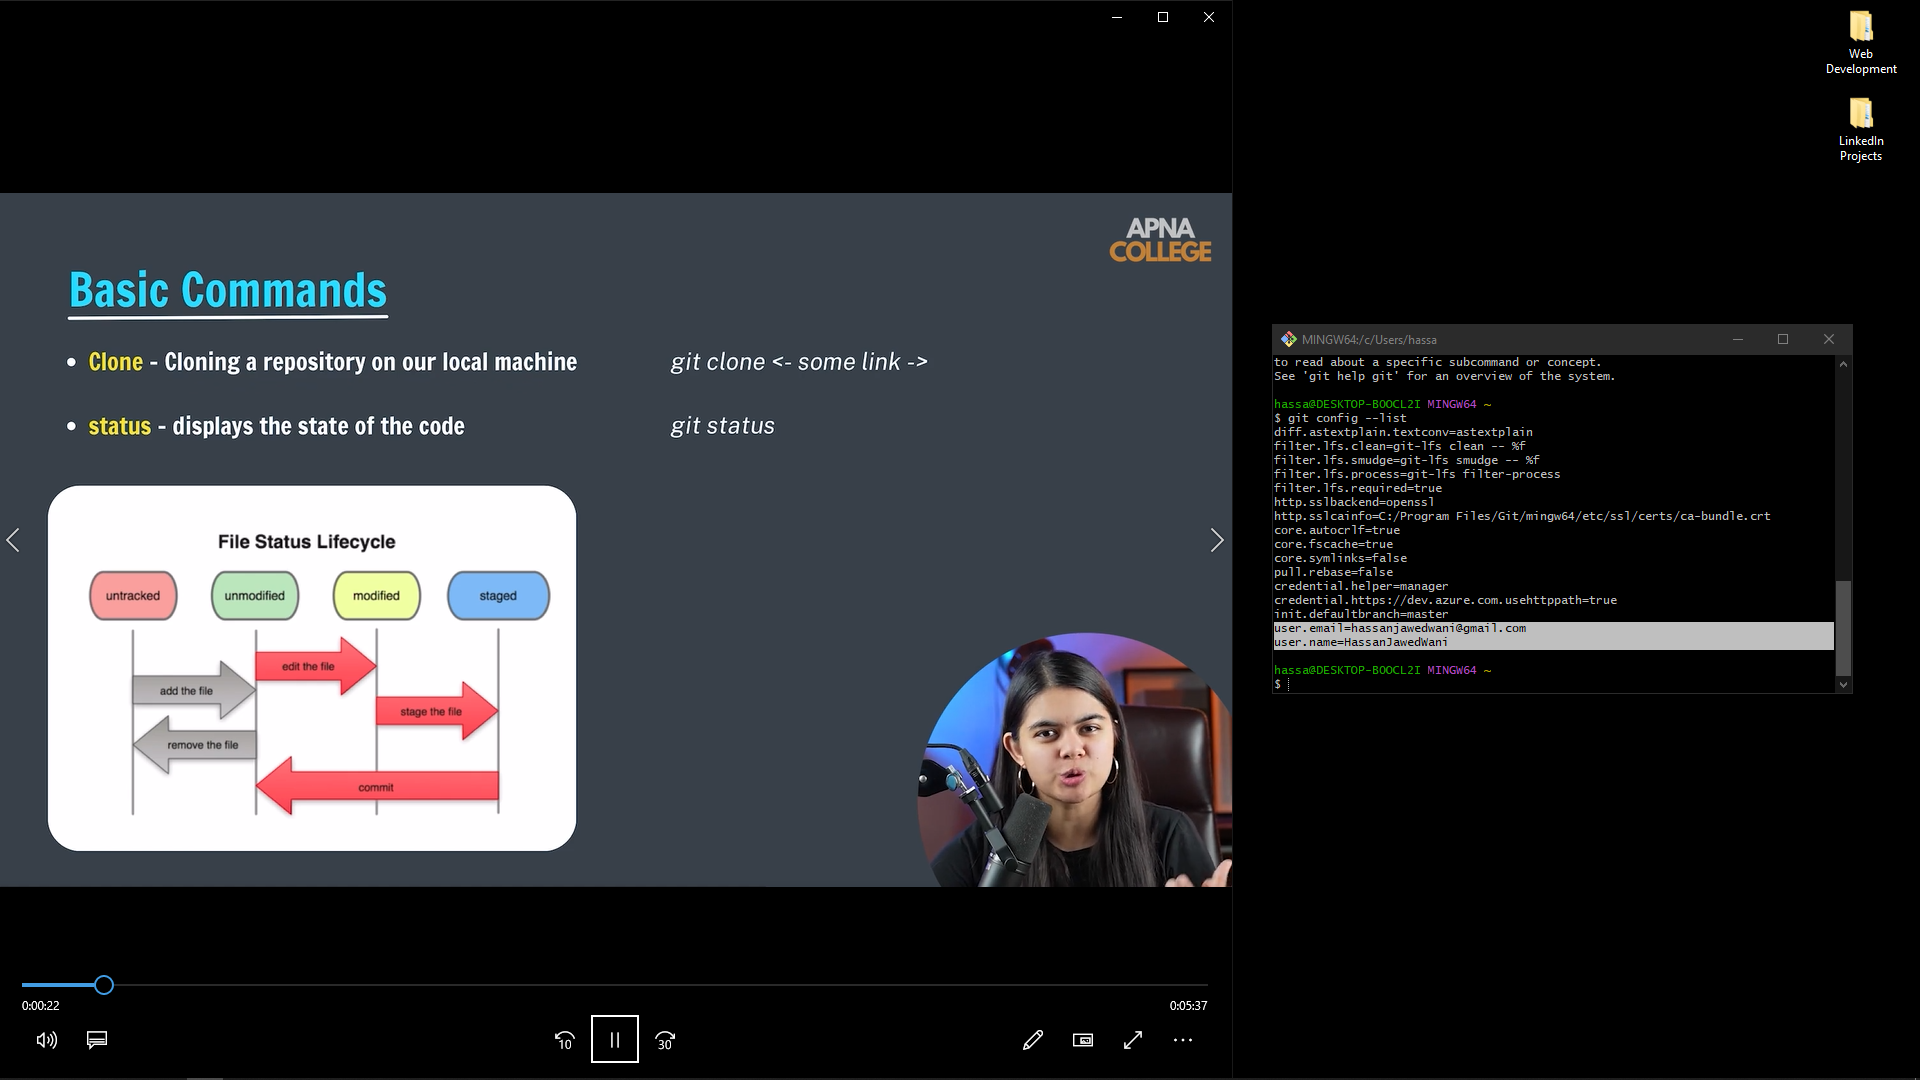 Web
Development
LinkedIn
Projects
APNA
COLLEGE
Basic Commands
• Clone - Cloning a repository on our local machine
git clone <- some link ->
• status - displays the state of the code
git status
File Status Lifecycle
untracked
unmodified
modified
staged
edit the file
add the file
stage the file
remove the file
commit
0:00:22
0:05:37
10
30
MINGW64:/c/Users/hassa
to read about a specific subcommand or concept.
See 'git help git' for an overview of the system.
hassa@DESKTOP-BOOCL2I MINGW64 ~
$ git config --list
diff.astextplain.textconv=astextplain
filter.lfs.clean=git-lfs clean -- %f
filter.lfs.smudge=git-lfs smudge -- %f
filter.lfs.process=git-lfs filter-process
filter.lfs.required=true
http.sslbackend=openssl
http.sslcainfo=C:/Program Files/Git/mingw64/etc/ssl/certs/ca-bundle.crt
core.autocrlf=true
core.fscache=true
core.symlinks=false
pull.rebase=false
credential.helper=manager
credential.https://dev.azure.com.usehttppath=true
init.defaultbranch=master
user.email=hassanjawedwani@gmail.com
user.name=HassanJawedWani
hassa@DESKTOP-BOOCL2I MINGW64 ~
$